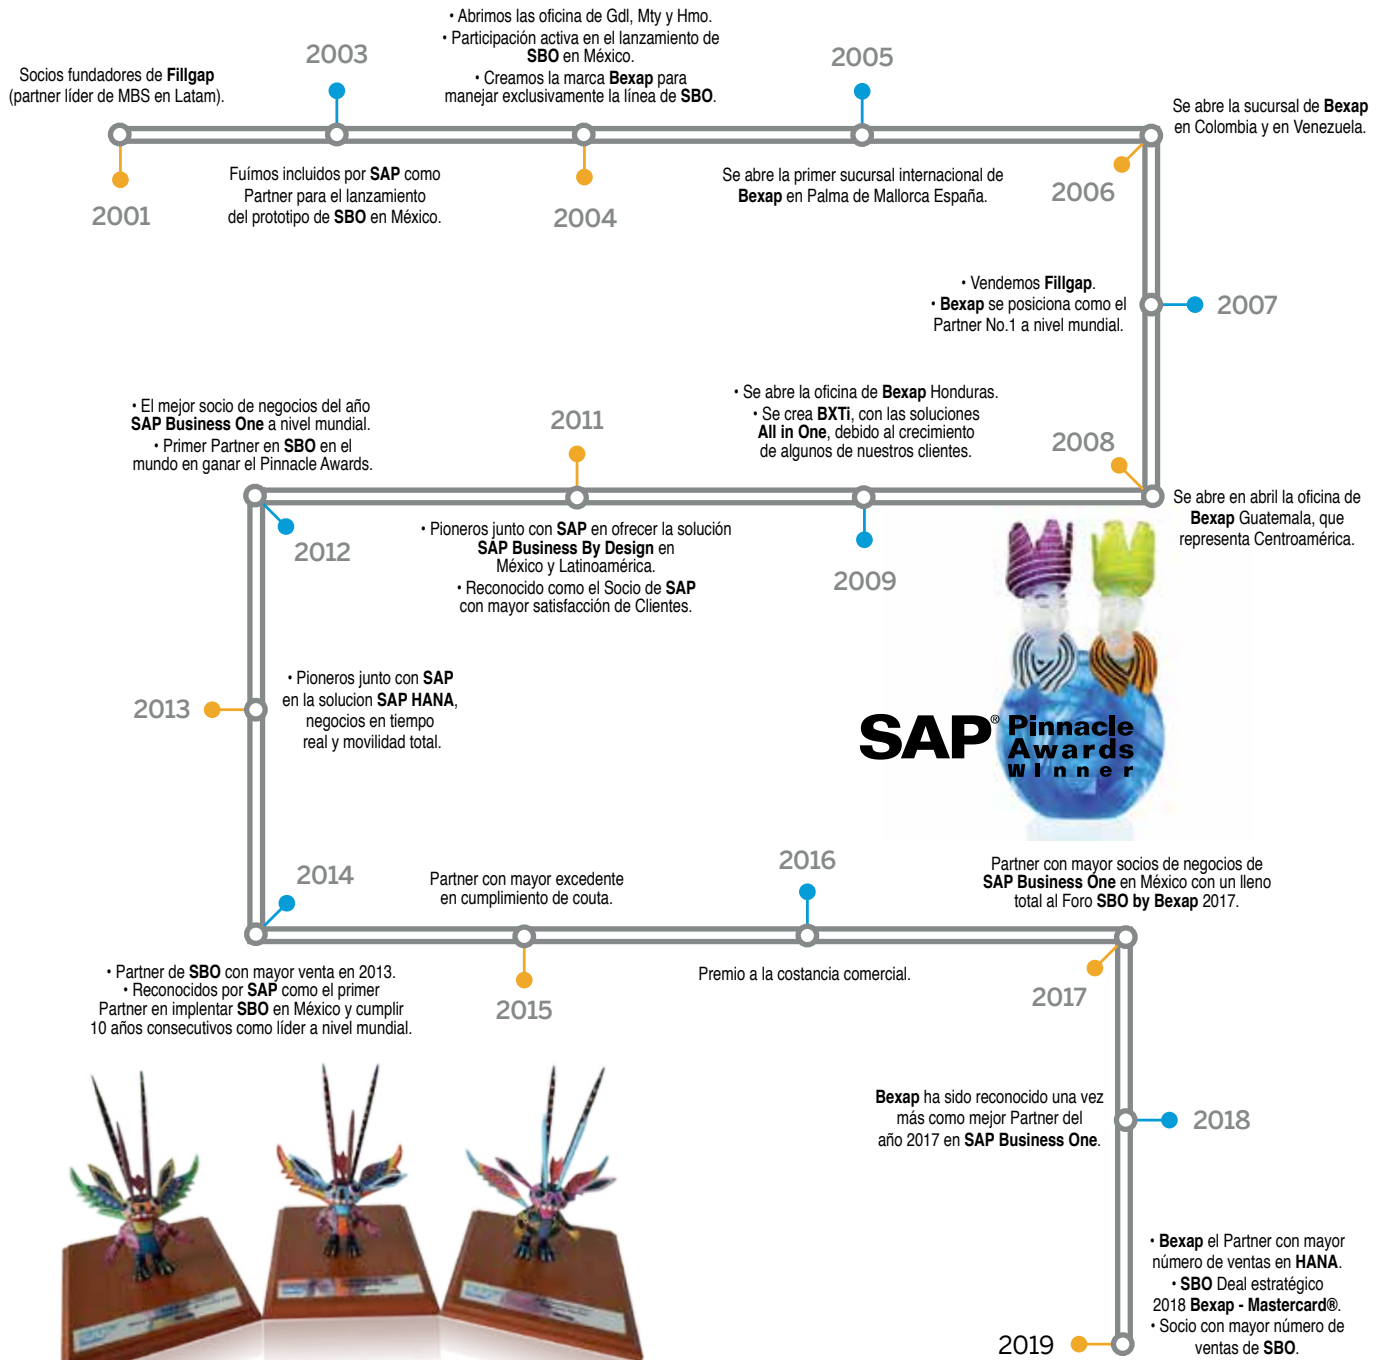 Socios fundadores de Fillgap
(partner líder de MBS en Latam).
2001
2003
Fuímos incluidos por SAP como
Partner para el lanzamiento
del prototipo de SBO en México.
• Abrimos las oficina de Gdl, Mty y Hmo.
• Participación activa en el lanzamiento de
SBO en México.
• Creamos la marca Bexap para
manejar exclusivamente la línea de SBO.
2004
2005
Se abre la primer sucursal internacional de
Bexap en Palma de Mallorca España.
Se abre la sucursal de Bexap
en Colombia y en Venezuela.
2006
• Vendemos Fillgap.
• Bexap se posiciona como el
Partner No.1 a nivel mundial.
2007
2008
Se abre en abril la oficina de
Bexap Guatemala, que
representa Centroamérica.
• Se abre la oficina de Bexap Honduras.
• Se crea BXTi, con las soluciones
All in One, debido al crecimiento
de algunos de nuestros clientes.
2009
2011
• Pioneros junto con SAP en ofrecer la solución
SAP Business By Design en
México y Latinoamérica.
• Reconocido como el Socio de SAP
con mayor satisfacción de Clientes.
• El mejor socio de negocios del año
SAP Business One a nivel mundial.
• Primer Partner en SBO en el
mundo en ganar el Pinnacle Awards.
2012
2013
• Pioneros junto con SAP
en la solucion SAP HANA,
negocios en tiempo
real y movilidad total.
SAP® Pinnacle
Awards
Winner
2014
• Partner de SBO con mayor venta en 2013.
• Reconocidos por SAP como el primer
Partner en implentar SBO en México y cumplir
10 años consecutivos como líder a nivel mundial.
Partner con mayor excedente
en cumplimiento de couta.
2015
2016
Premio a la costancia comercial.
Partner con mayor socios de negocios de
SAP Business One en México con un lleno
total al Foro SBO by Bexap 2017.
2017
Bexap ha sido reconocido una vez
más como mejor Partner del
año 2017 en SAP Business One.
2018
• Bexap el Partner con mayor
número de ventas en HANA.
• SBO Deal estratégico
2018 Bexap - Mastercard®.
• Socio con mayor número de
ventas de SBO.
2019